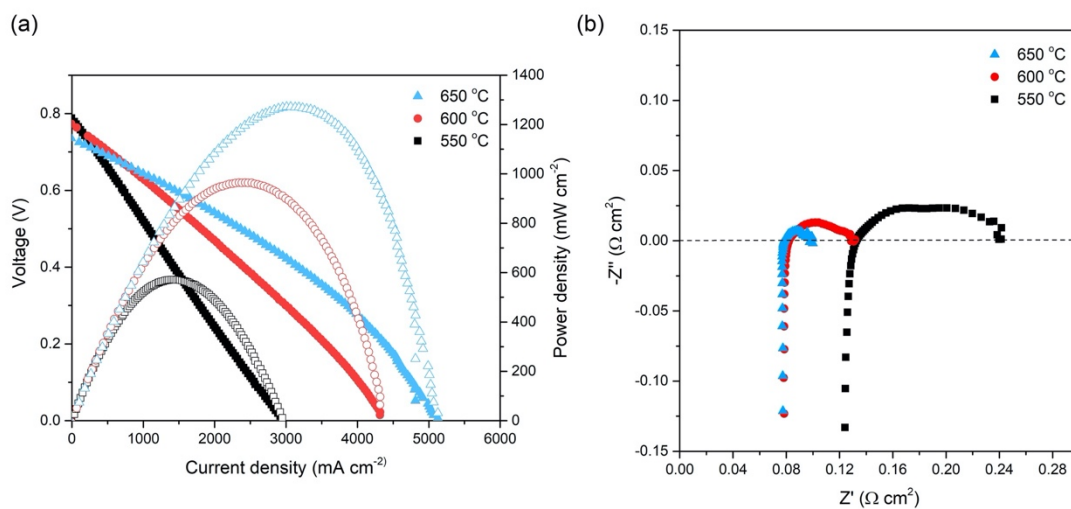 (a)
Voltage (V)
0.8
0.6
0.4
0.2
0.0
650 °C
600 °C
550 °C
1400
1200
1000
800
600
400
200
0
Power density (mW cm⁻²)
0 1000 2000 3000 4000 5000 6000
Current density (mA cm⁻²)
(b)
-Z'' (Ω cm²)
0.15
0.10
0.05
0.00
-0.05
-0.10
-0.15
650 °C
600 °C
550 °C
0.00 0.04 0.08 0.12 0.16 0.20 0.24 0.28
Z' (Ω cm²)